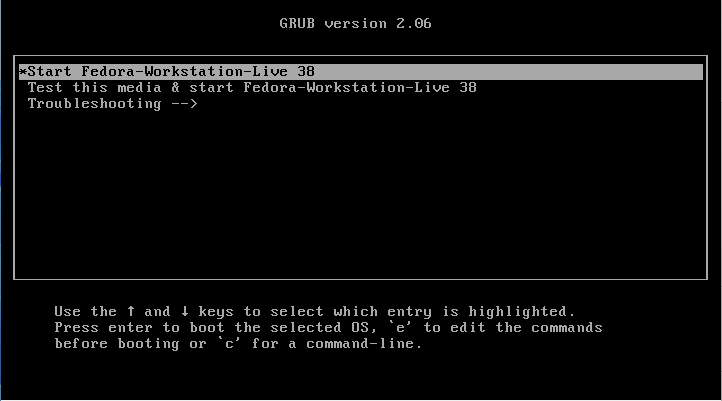 GRUB version 2.06
*Start Fedora-Workstation-Live 38
Test this media & start Fedora-Workstation-Live 38
Troubleshooting -->
Use the ↑ and ↓ keys to select which entry is highlighted.
Press enter to boot the selected OS, `e' to edit the commands
before booting or `c' for a command-line.